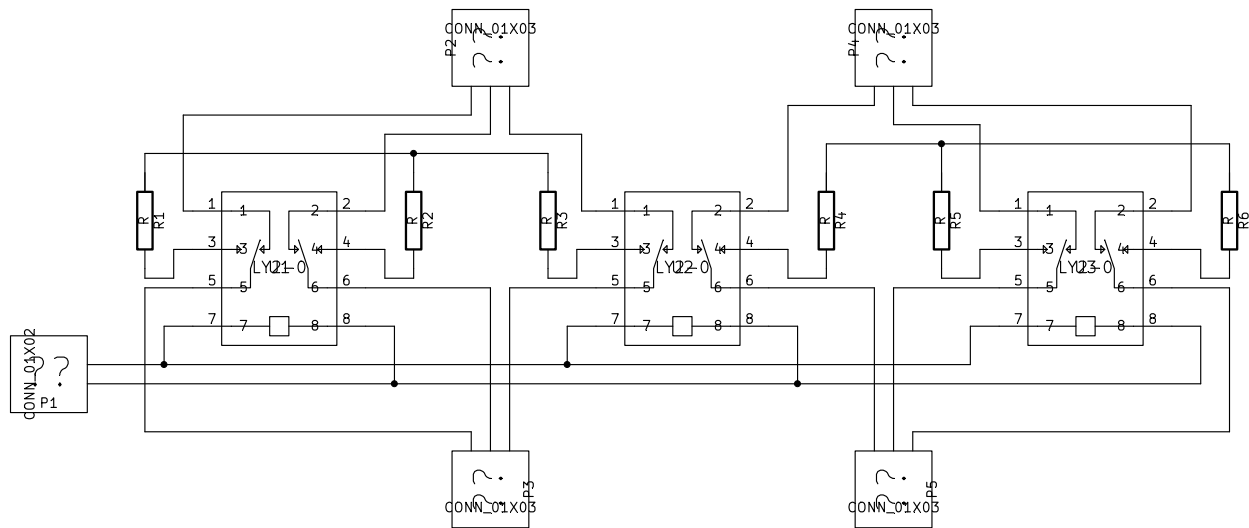 CONN_01X03
P2
??
CONN_01X03
P4
??
R
R1
R
R2
R
R3
R
R4
R
R5
R
R6
1 1 2 2
3 3 4 4
5 5 6 6
7 7 8 8
1 1 2 2
3 3 4 4
5 5 6 6
7 7 8 8
1 1 2 2
3 3 4 4
5 5 6 6
7 7 8 8
CONN_01X02
??
P1
??
P3
CONN_01X03
??
P5
CONN_01X03